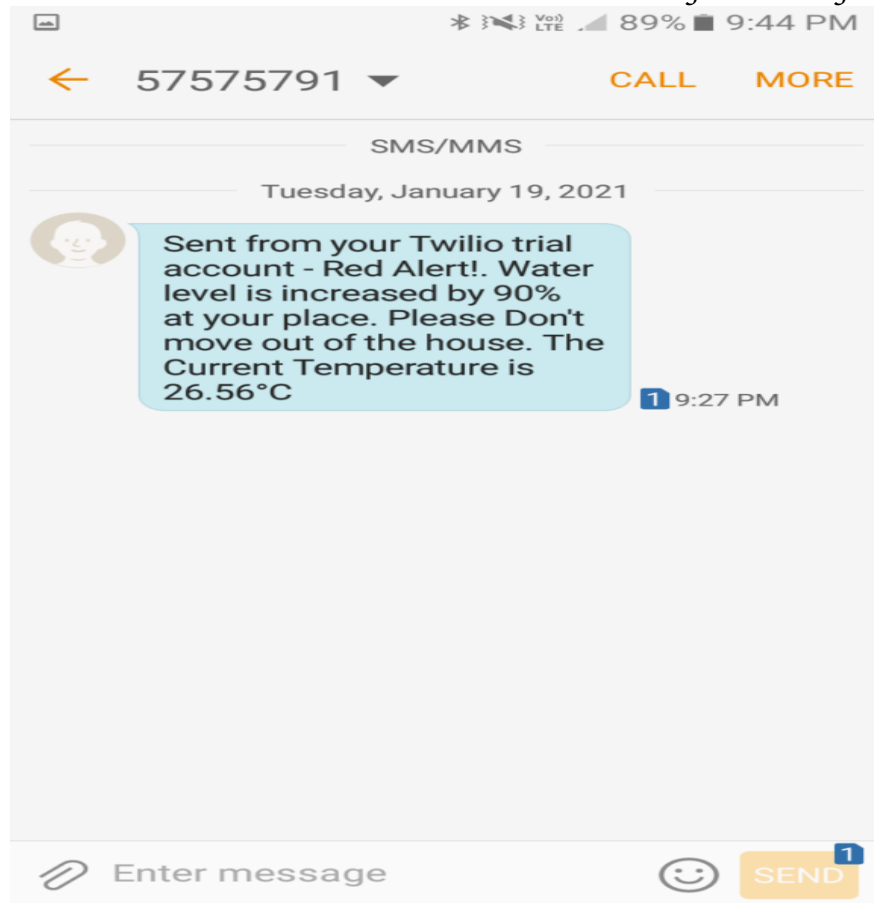 Vo))
LTE
89% 9:44 PM
57575791
CALL MORE
SMS/MMS
Tuesday, January 19, 2021
Sent from your Twilio trial
account - Red Alert!. Water
level is increased by 90%
at your place. Please Don't
move out of the house. The
Current Temperature is
26.56°C
1 9:27 PM
Enter message
SEND
1